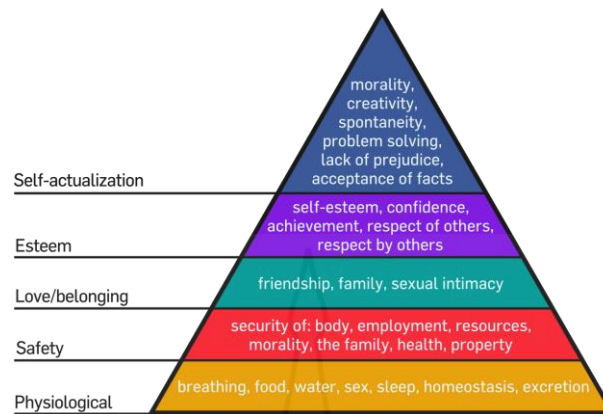 morality,
creativity,
spontaneity,
problem solving,
lack of prejudice,
acceptance of facts
Self-actualization
self-esteem, confidence,
achievement, respect of others,
respect by others
Esteem
friendship, family, sexual intimacy
Love/belonging
security of: body, employment, resources,
morality, the family, health, property
Safety
breathing, food, water, sex, sleep, homeostasis, excretion
Physiological